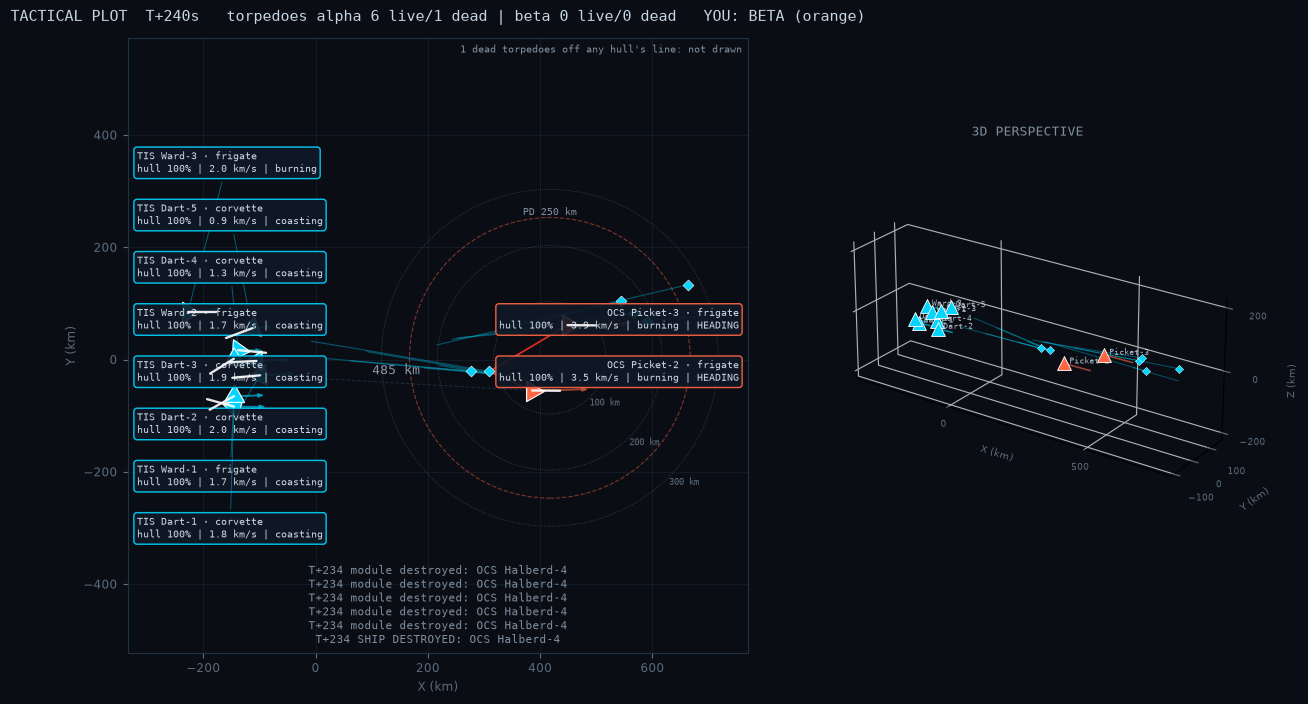 TACTICAL PLOT  T+240s   torpedoes alpha 6 live/1 dead | beta 0 live/0 dead   YOU: BETA (orange)
1 dead torpedoes off any hull's line: not drawn
3D PERSPECTIVE
TIS Ward-3 · frigate
hull 100% | 2.0 km/s | burning
TIS Dart-5 · corvette
hull 100% | 0.9 km/s | coasting
TIS Dart-4 · corvette
hull 100% | 1.3 km/s | coasting
TIS Ward-2 · frigate
hull 100% | 1.7 km/s | coasting
TIS Dart-3 · corvette
hull 100% | 1.9 km/s | coasting
TIS Dart-2 · corvette
hull 100% | 2.0 km/s | coasting
TIS Ward-1 · frigate
hull 100% | 1.7 km/s | coasting
TIS Dart-1 · corvette
hull 100% | 1.8 km/s | coasting
PD 250 km
OCS Picket-3 · frigate
hull 100% | 3.9 km/s | burning | HEADING
OCS Picket-2 · frigate
hull 100% | 3.5 km/s | burning | HEADING
485 km
100 km
200 km
300 km
T+234 module destroyed: OCS Halberd-4
T+234 module destroyed: OCS Halberd-4
T+234 module destroyed: OCS Halberd-4
T+234 module destroyed: OCS Halberd-4
T+234 module destroyed: OCS Halberd-4
T+234 SHIP DESTROYED: OCS Halberd-4
400
200
0
−200
−400
Y (km)
−200
0
200
400
600
X (km)
Dart-2
Picket-3
0
500
X (km)
−100
0
100
Y (km)
200
0
−200
Z (km)